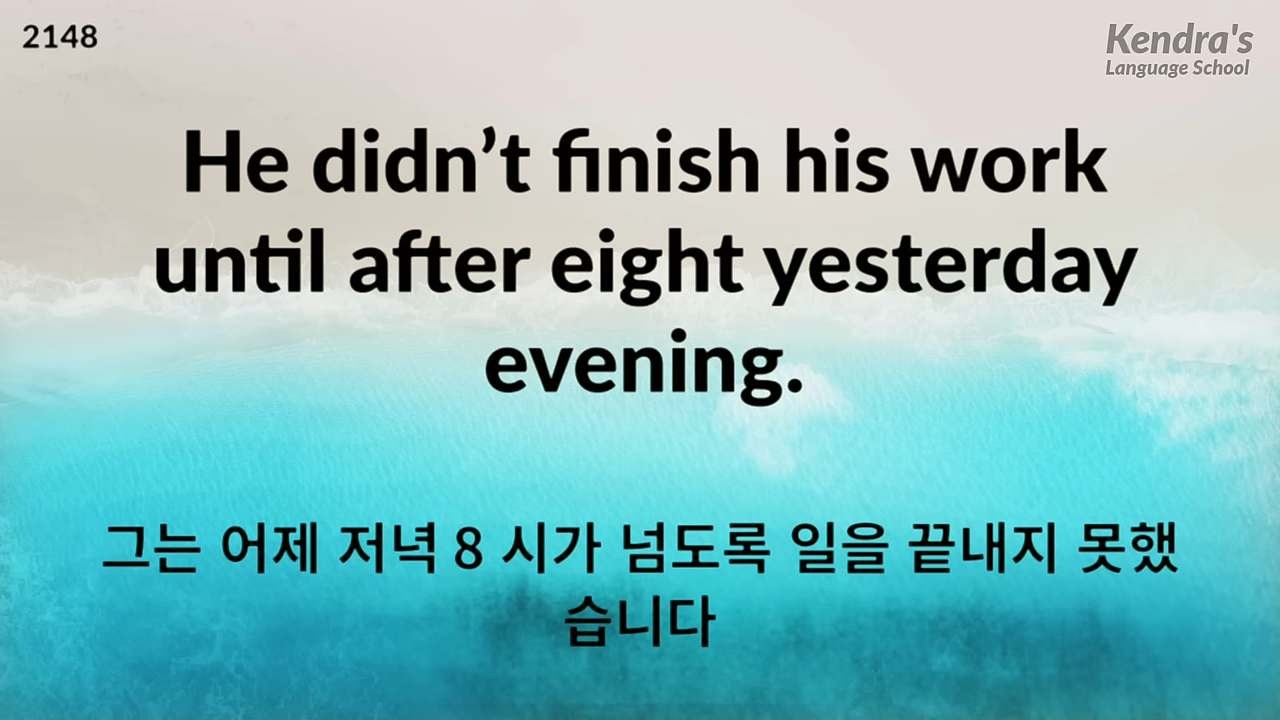 2148
Kendra's
Language School
He didn’t finish his work
until after eight yesterday
evening.
그는 어제 저녁 8 시가 넘도록 일을 끝내지 못했
습니다